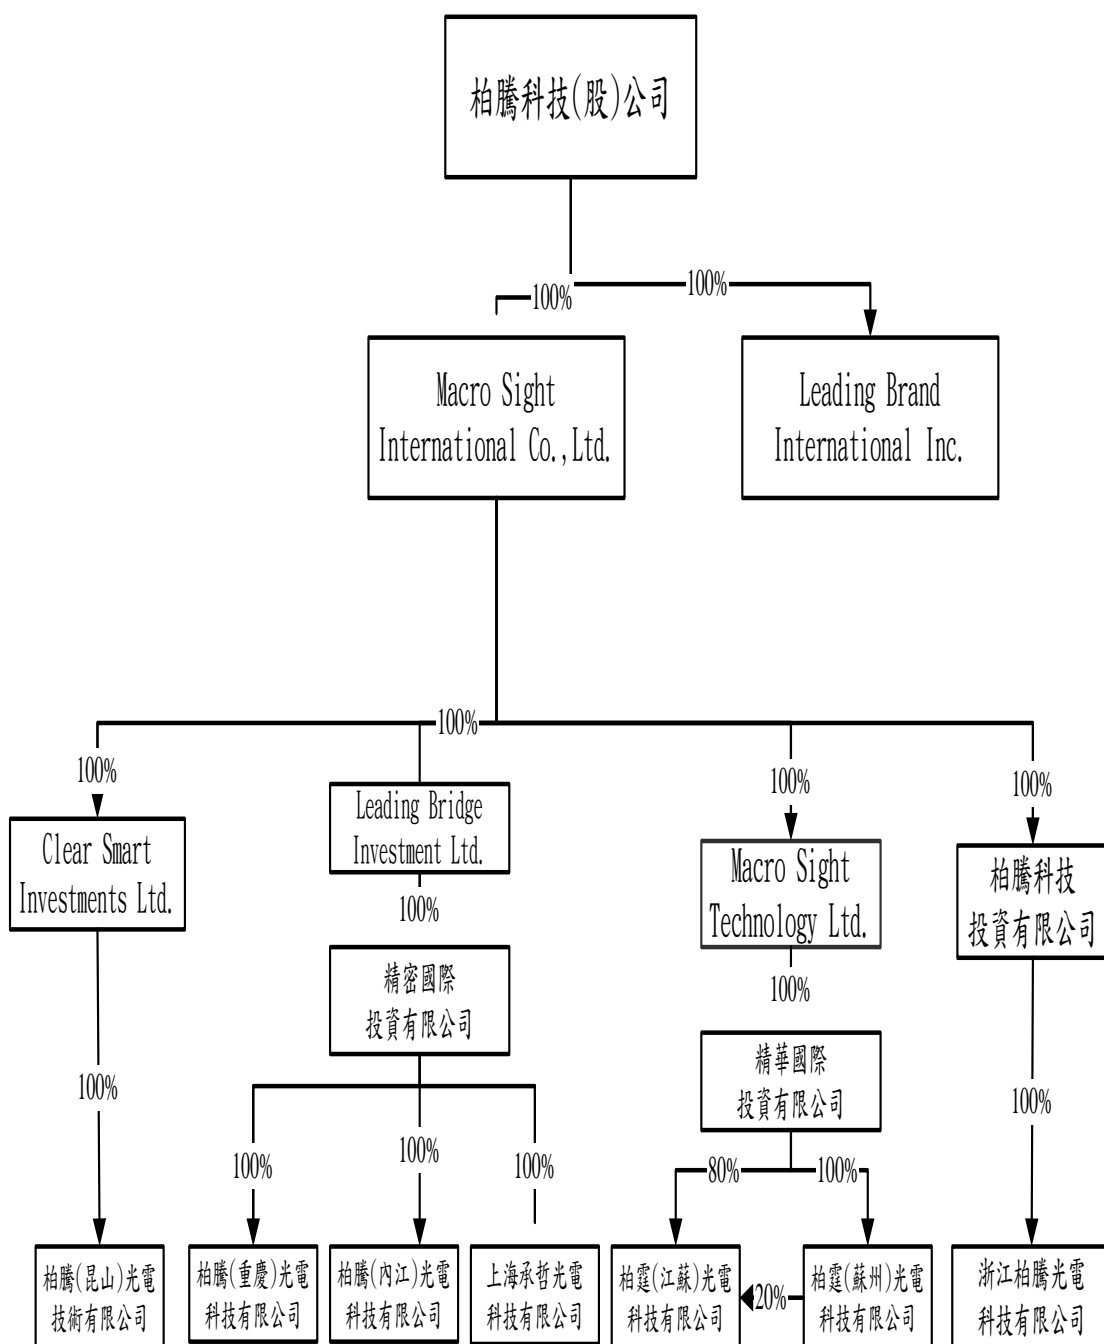 柏騰科技(股)公司
100%
100%
Macro Sight
International Co.,Ltd.
Leading Brand
International Inc.
100%
100%
100%
100%
Clear Smart
Investments Ltd.
Leading Bridge
Investment Ltd.
Macro Sight
Technology Ltd.
柏騰科技
投資有限公司
100%
100%
精密國際
投資有限公司
精華國際
投資有限公司
100%
100%
100%
100%
100%
80%
100%
柏騰(昆山)光電
技術有限公司
柏騰(重慶)光電
科技有限公司
柏騰(內江)光電
科技有限公司
上海承哲光電
科技有限公司
柏霆(江蘇)光電
科技有限公司
20%
柏霆(蘇州)光電
科技有限公司
浙江柏騰光電
科技有限公司